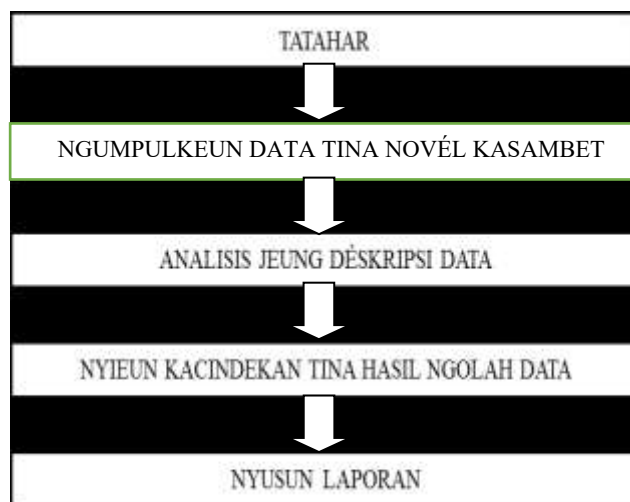 TATAHAR
NGUMPULKEUN DATA TINA NOVÉL KASAMBET
ANALISIS JEUNG DÉSKRIPSI DATA
NYIEUN KACINDEKAN TINA HASIL NGOLAH DATA
NYUSUN LAPORAN